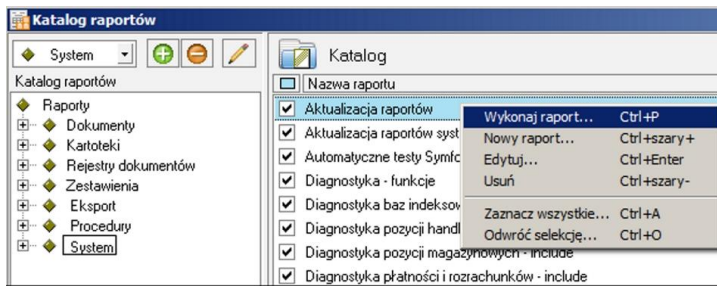 Katalog raportów
System
Katalog raportów
Raporty
Dokumenty
Kartoteki
Rejestry dokumentów
Zestawienia
Eksport
Procedury
System
Katalog
Nazwa raportu
Aktualizacja raportów
Aktualizacja raportów syst
Automatyczne testy Symfo
Diagnostyka - funkcje
Diagnostyka baz indeksow
Diagnostyka pozycji handl
Diagnostyka pozycji magazynowych - include
Diagnostyka płatności i rozrachunków - include
Wykonaj raport... Ctrl+P
Nowy raport... Ctrl+szary+
Edytuj... Ctrl+Enter
Usuń Ctrl+szary-
Zaznacz wszystkie... Ctrl+A
Odwróć selekcję... Ctrl+O